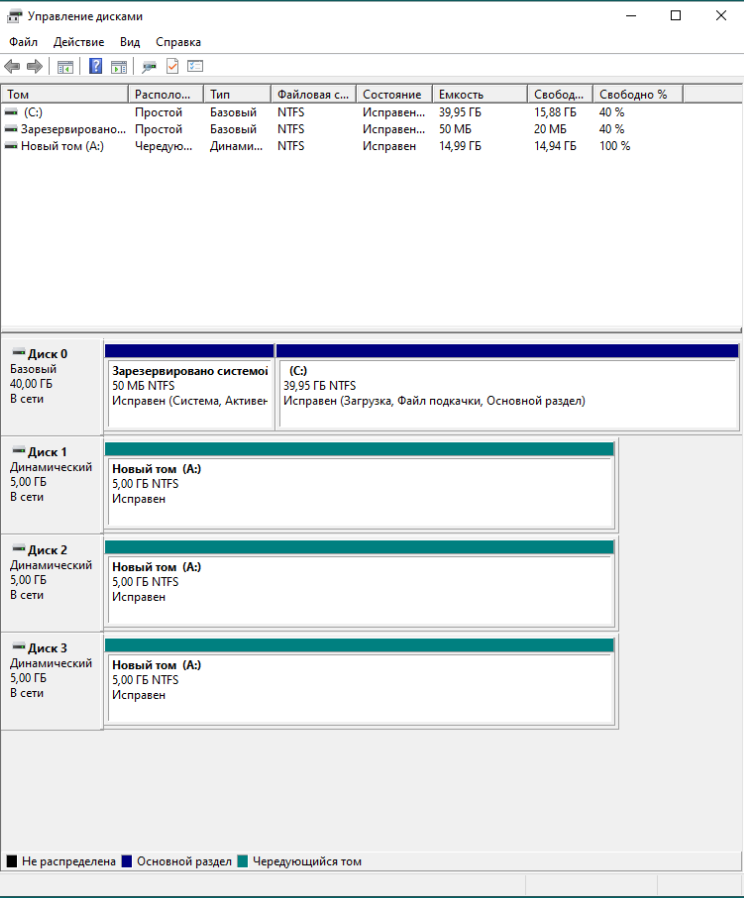 Управление дисками
Файл Действие Вид Справка
Том Располо... Тип Файловая с... Состояние Емкость Свобод... Свободно %
(C:) Простой Базовый NTFS Исправен... 39,95 ГБ 15,88 ГБ 40 %
Зарезервировано... Простой Базовый NTFS Исправен... 50 МБ 20 МБ 40 %
Новый том (A:) Чередую... Динами... NTFS Исправен 14,99 ГБ 14,94 ГБ 100 %
Диск 0
Базовый
40,00 ГБ
В сети
Зарезервировано системой
50 МБ NTFS
Исправен (Система, Активен
(C:)
39,95 ГБ NTFS
Исправен (Загрузка, Файл подкачки, Основной раздел)
Диск 1
Динамический
5,00 ГБ
В сети
Новый том (A:)
5,00 ГБ NTFS
Исправен
Диск 2
Динамический
5,00 ГБ
В сети
Новый том (A:)
5,00 ГБ NTFS
Исправен
Диск 3
Динамический
5,00 ГБ
В сети
Новый том (A:)
5,00 ГБ NTFS
Исправен
Не распределена Основной раздел Чередующийся том